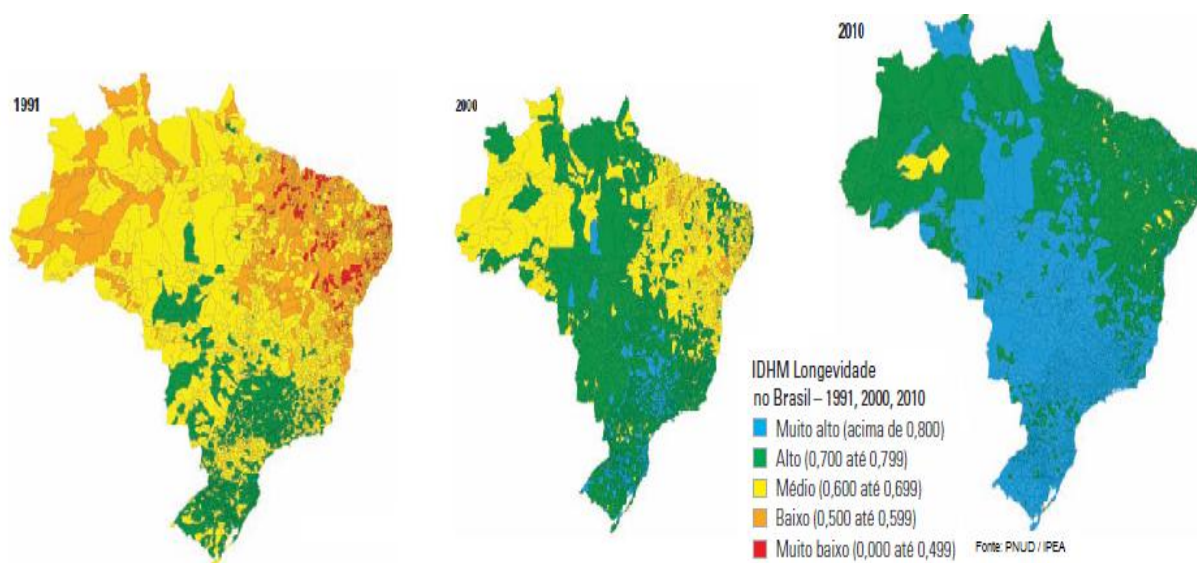 1991
2000
2010
IDHM Longevidade
no Brasil – 1991, 2000, 2010
Muito alto (acima de 0,800)
Alto (0,700 até 0,799)
Médio (0,600 até 0,699)
Baixo (0,500 até 0,599)
Muito baixo (0,000 até 0,499)
Fonte: PNUD / IPEA